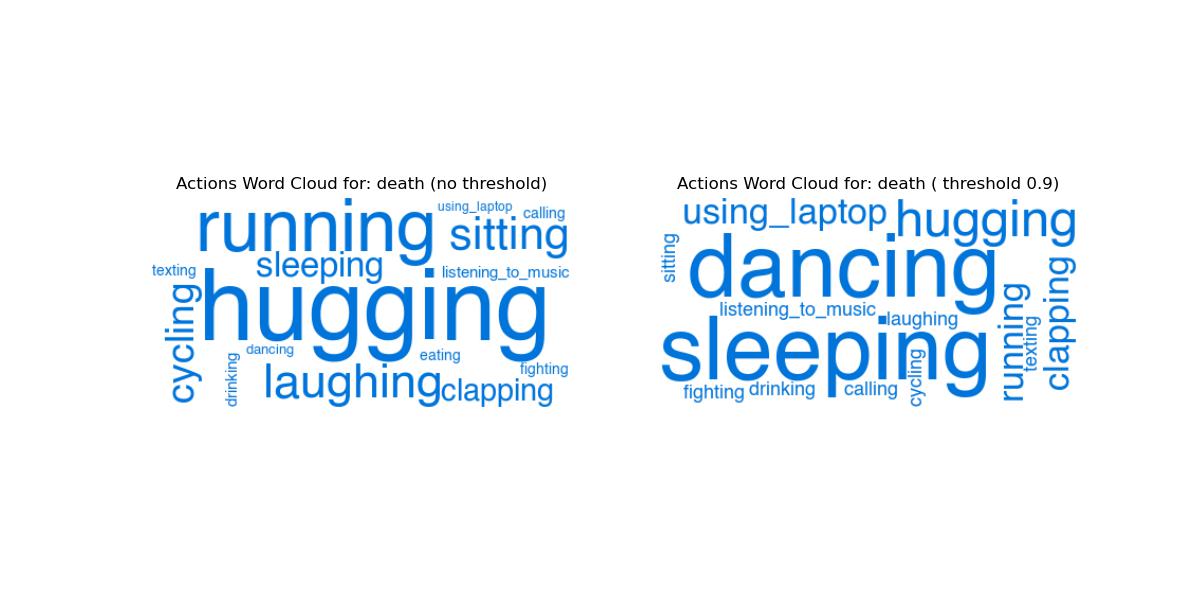 Actions Word Cloud for: death (no threshold)
using_laptop
calling
running
sitting
sleeping
texting
listening_to_music
hugging
cycling
dancing
eating
drinking
fighting
laughing
clapping
Actions Word Cloud for: death ( threshold 0.9)
using_laptop
hugging
sitting
dancing
clapping
listening_to_music
laughing
running
texting
sleeping
cycling
fighting
drinking
calling